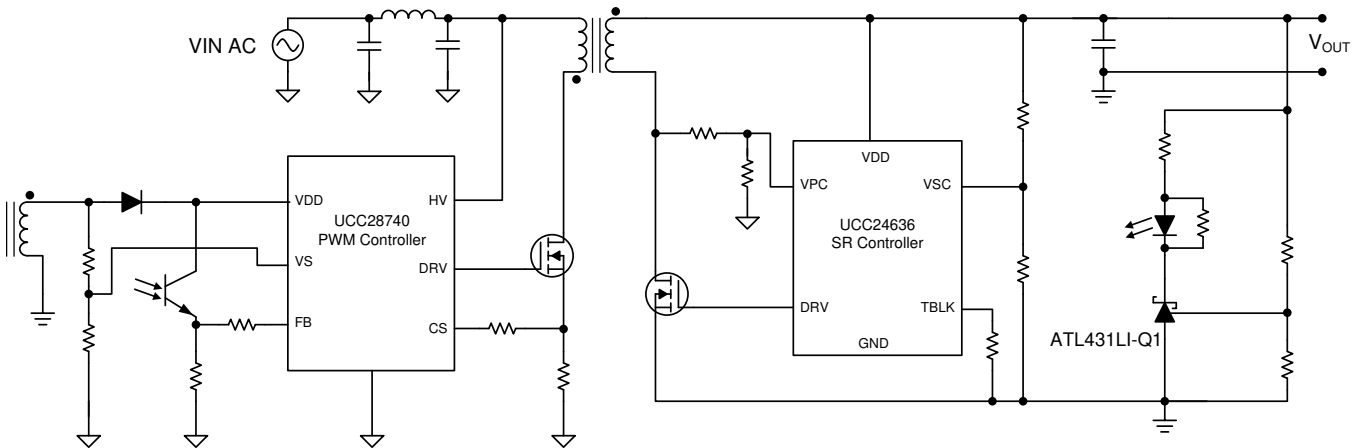 VIN AC
VOUT
VDD
HV
UCC28740
PWM Controller
VS
DRV
FB
CS
VDD
VPC
VSC
UCC24636
SR Controller
DRV
TBLK
GND
ATL431LI-Q1